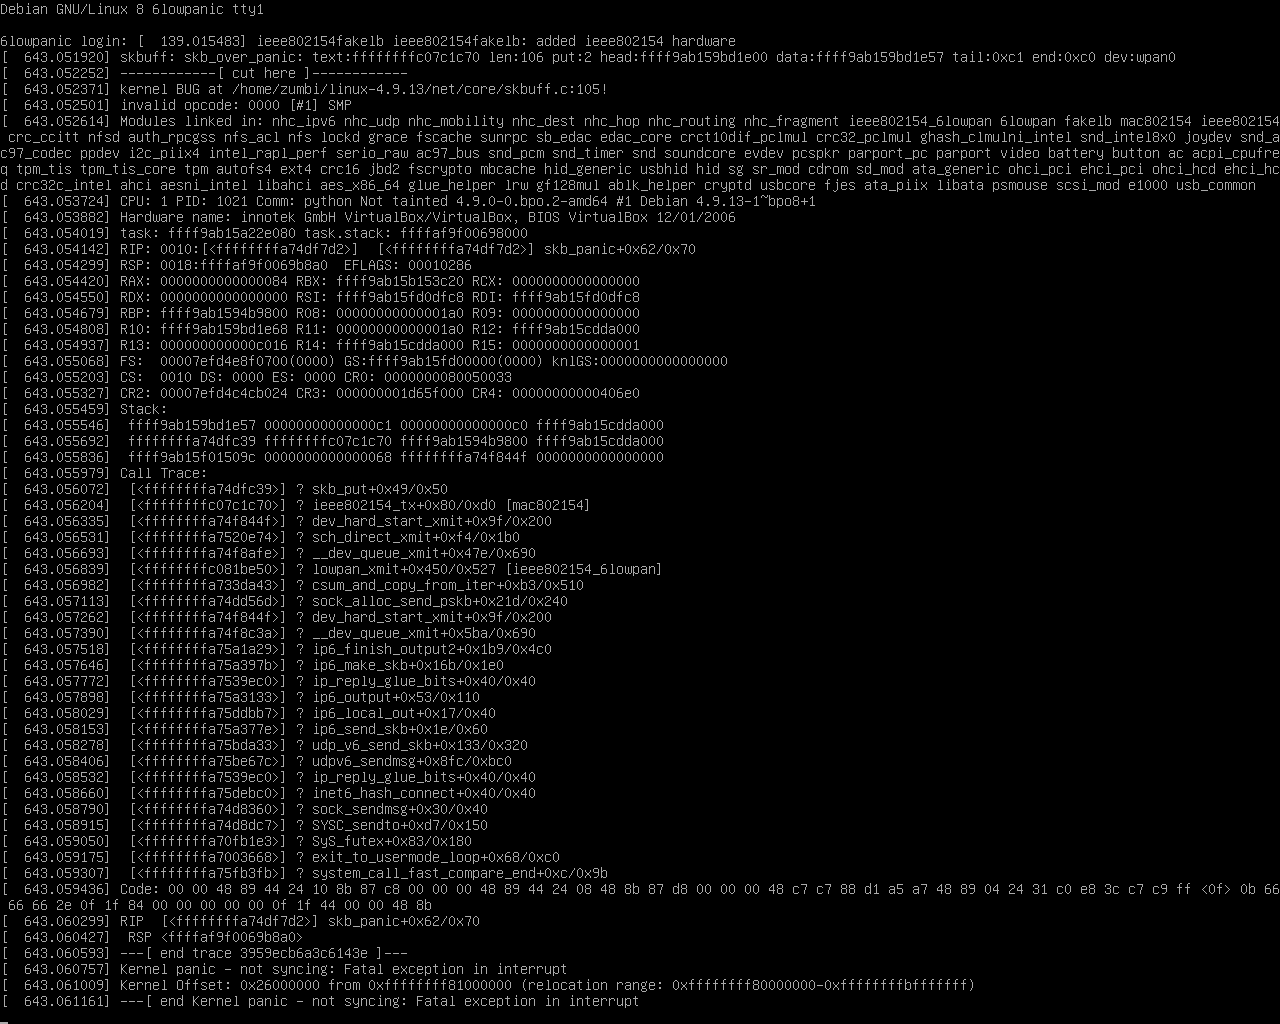 Debian GNU/Linux 8 6lowpanic tty1
6lowpanic login: [  139.015483] ieee802154fakelb ieee802154fakelb: added ieee802154 hardware
[  643.051920] skbuff: skb_over_panic: text:ffffffffc07c1c70 len:106 put:2 head:ffff9ab159bd1e00 data:ffff9ab159bd1e57 tail:0xc1 end:0xc0 dev:wpan0
[  643.052252] ------------[ cut here ]------------
[  643.052371] kernel BUG at /home/zumbi/linux-4.9.13/net/core/skbuff.c:105!
[  643.052501] invalid opcode: 0000 [#1] SMP
[  643.052614] Modules linked in: nhc_ipv6 nhc_udp nhc_mobility nhc_dest nhc_hop nhc_routing nhc_fragment ieee802154_6lowpan 6lowpan fakelb mac802154 ieee802154
 crc_ccitt nfsd auth_rpcgss nfs_acl nfs lockd grace fscache sunrpc sb_edac edac_core crct10dif_pclmul crc32_pclmul ghash_clmulni_intel snd_intel8x0 joydev snd_a
c97_codec ppdev i2c_piix4 intel_rapl_perf serio_raw ac97_bus snd_pcm snd_timer snd soundcore evdev pcspkr parport_pc parport video battery button ac acpi_cpufre
q tpm_tis tpm_tis_core tpm autofs4 ext4 crc16 jbd2 fscrypto mbcache hid_generic usbhid hid sg sr_mod cdrom sd_mod ata_generic ohci_pci ehci_pci ohci_hcd ehci_hc
d crc32c_intel ahci aesni_intel libahci aes_x86_64 glue_helper lrw gf128mul ablk_helper cryptd usbcore fjes ata_piix libata psmouse scsi_mod e1000 usb_common
[  643.053724] CPU: 1 PID: 1021 Comm: python Not tainted 4.9.0-0.bpo.2-amd64 #1 Debian 4.9.13-1~bpo8+1
[  643.053882] Hardware name: innotek GmbH VirtualBox/VirtualBox, BIOS VirtualBox 12/01/2006
[  643.054019] task: ffff9ab15a22e080 task.stack: ffffaf9f00698000
[  643.054142] RIP: 0010:[<ffffffffa74df7d2>]  [<ffffffffa74df7d2>] skb_panic+0x62/0x70
[  643.054299] RSP: 0018:ffffaf9f0069b8a0  EFLAGS: 00010286
[  643.054420] RAX: 0000000000000084 RBX: ffff9ab15b153c20 RCX: 0000000000000000
[  643.054550] RDX: 0000000000000000 RSI: ffff9ab15fd0dfc8 RDI: ffff9ab15fd0dfc8
[  643.054679] RBP: ffff9ab1594b9800 R08: 00000000000001a0 R09: 0000000000000000
[  643.054808] R10: ffff9ab159bd1e68 R11: 00000000000001a0 R12: ffff9ab15cdda000
[  643.054937] R13: 000000000000c016 R14: ffff9ab15cdda000 R15: 0000000000000001
[  643.055068] FS:  00007efd4e8f0700(0000) GS:ffff9ab15fd00000(0000) knlGS:0000000000000000
[  643.055203] CS:  0010 DS: 0000 ES: 0000 CR0: 0000000080050033
[  643.055327] CR2: 00007efd4c4cb024 CR3: 000000001d65f000 CR4: 00000000000406e0
[  643.055459] Stack:
[  643.055546]  ffff9ab159bd1e57 00000000000000c1 00000000000000c0 ffff9ab15cdda000
[  643.055692]  ffffffffa74dfc39 ffffffffc07c1c70 ffff9ab1594b9800 ffff9ab15cdda000
[  643.055836]  ffff9ab15f01509c 0000000000000068 ffffffffa74f844f 0000000000000000
[  643.055979] Call Trace:
[  643.056072]  [<ffffffffa74dfc39>] ? skb_put+0x49/0x50
[  643.056204]  [<ffffffffc07c1c70>] ? ieee802154_tx+0x80/0xd0 [mac802154]
[  643.056335]  [<ffffffffa74f844f>] ? dev_hard_start_xmit+0x9f/0x200
[  643.056531]  [<ffffffffa7520e74>] ? sch_direct_xmit+0xf4/0x1b0
[  643.056693]  [<ffffffffa74f8afe>] ? __dev_queue_xmit+0x47e/0x690
[  643.056839]  [<ffffffffc081be50>] ? lowpan_xmit+0x450/0x527 [ieee802154_6lowpan]
[  643.056982]  [<ffffffffa733da43>] ? csum_and_copy_from_iter+0xb3/0x510
[  643.057113]  [<ffffffffa74dd56d>] ? sock_alloc_send_pskb+0x21d/0x240
[  643.057262]  [<ffffffffa74f844f>] ? dev_hard_start_xmit+0x9f/0x200
[  643.057390]  [<ffffffffa74f8c3a>] ? __dev_queue_xmit+0x5ba/0x690
[  643.057518]  [<ffffffffa75a1a29>] ? ip6_finish_output2+0x1b9/0x4c0
[  643.057646]  [<ffffffffa75a397b>] ? ip6_make_skb+0x16b/0x1e0
[  643.057772]  [<ffffffffa7539ec0>] ? ip_reply_glue_bits+0x40/0x40
[  643.057898]  [<ffffffffa75a3133>] ? ip6_output+0x53/0x110
[  643.058029]  [<ffffffffa75ddbb7>] ? ip6_local_out+0x17/0x40
[  643.058153]  [<ffffffffa75a377e>] ? ip6_send_skb+0x1e/0x60
[  643.058278]  [<ffffffffa75bda33>] ? udp_v6_send_skb+0x133/0x320
[  643.058406]  [<ffffffffa75be67c>] ? udpv6_sendmsg+0x8fc/0xbc0
[  643.058532]  [<ffffffffa7539ec0>] ? ip_reply_glue_bits+0x40/0x40
[  643.058660]  [<ffffffffa75debc0>] ? inet6_hash_connect+0x40/0x40
[  643.058790]  [<ffffffffa74d8360>] ? sock_sendmsg+0x30/0x40
[  643.058915]  [<ffffffffa74d8dc7>] ? SYSC_sendto+0xd7/0x150
[  643.059050]  [<ffffffffa70fb1e3>] ? SyS_futex+0x83/0x180
[  643.059175]  [<ffffffffa7003668>] ? exit_to_usermode_loop+0x68/0xc0
[  643.059307]  [<ffffffffa75fb3fb>] ? system_call_fast_compare_end+0xc/0x9b
[  643.059436] Code: 00 00 48 89 44 24 10 8b 87 c8 00 00 00 48 89 44 24 08 48 8b 87 d8 00 00 00 48 c7 c7 88 d1 a5 a7 48 89 04 24 31 c0 e8 3c c7 c9 ff <0f> 0b 66
 66 66 2e 0f 1f 84 00 00 00 00 00 0f 1f 44 00 00 48 8b
[  643.060299] RIP  [<ffffffffa74df7d2>] skb_panic+0x62/0x70
[  643.060427]  RSP <ffffaf9f0069b8a0>
[  643.060593] ---[ end trace 3959ecb6a3c6143e ]---
[  643.060757] Kernel panic - not syncing: Fatal exception in interrupt
[  643.061009] Kernel Offset: 0x26000000 from 0xffffffff81000000 (relocation range: 0xffffffff80000000-0xffffffffbfffffff)
[  643.061161] ---[ end Kernel panic - not syncing: Fatal exception in interrupt